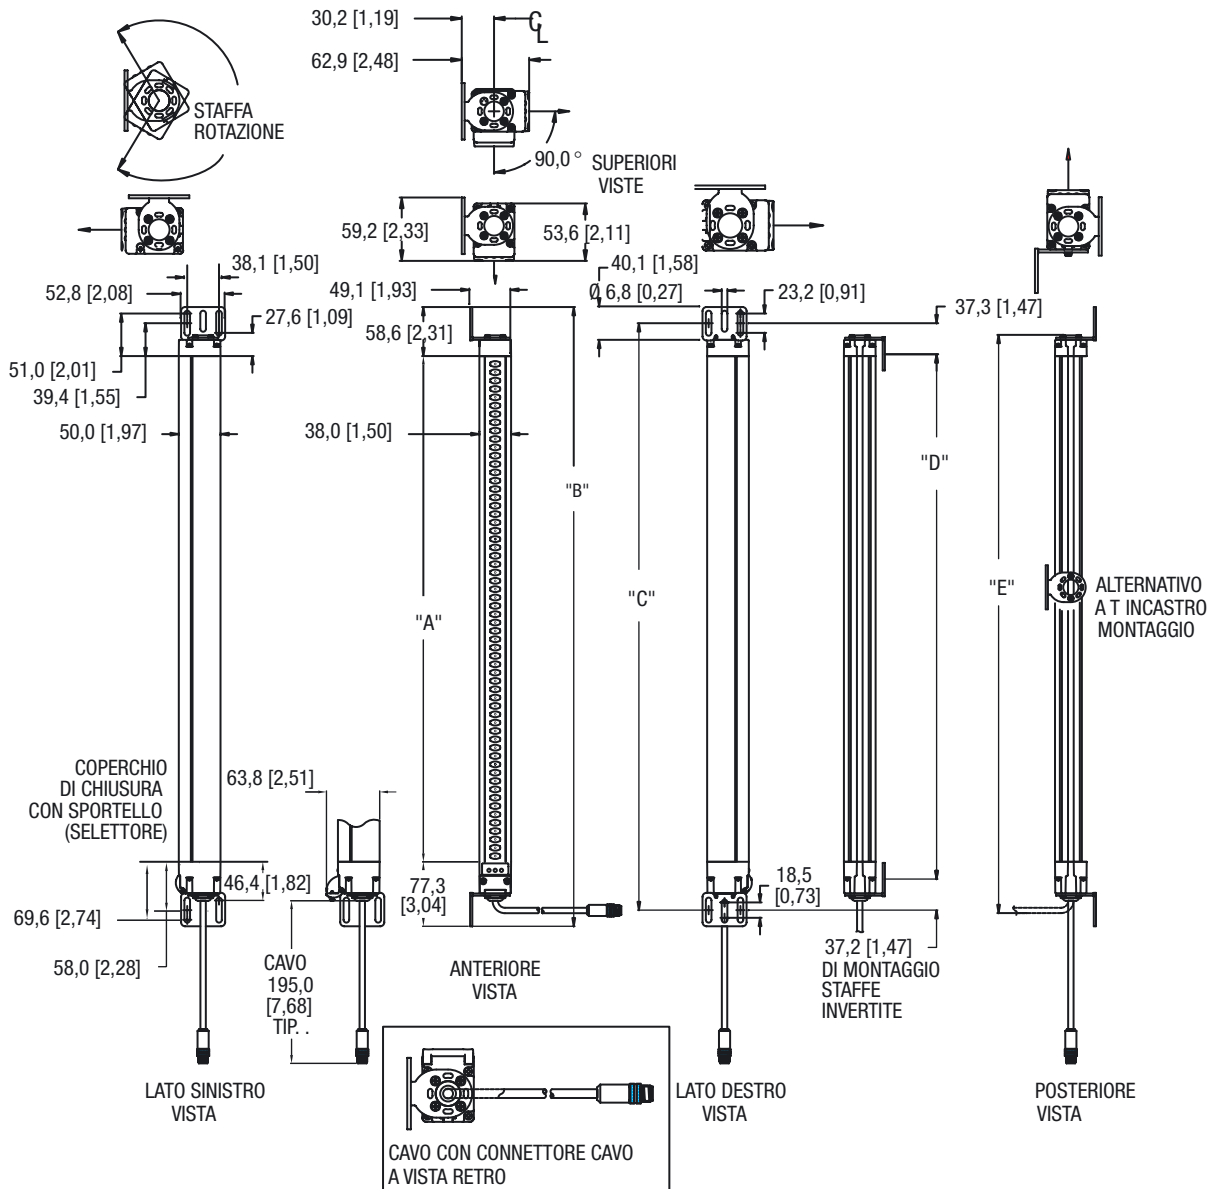 30,2 [1,19]
CL
62,9 [2,48]
STAFFA
ROTAZIONE
90,0°
SUPERIORI
VISTE
59,2 [2,33]
53,6 [2,11]
38,1 [1,50]
52,8 [2,08]
27,6 [1,09]
51,0 [2,01]
39,4 [1,55]
50,0 [1,97]
49,1 [1,93]
58,6 [2,31]
38,0 [1,50]
40,1 [1,58]
Ø 6,8 [0,27]
23,2 [0,91]
37,3 [1,47]
"A"
"B"
"C"
"D"
"E"
ALTERNATIVO
A T INCASTRO
MONTAGGIO
COPERCHIO
DI CHIUSURA
CON SPORTELLO
(SELETTORE)
63,8 [2,51]
46,4 [1,82]
69,6 [2,74]
58,0 [2,28]
77,3
[3,04]
18,5
[0,73]
CAVO
195,0
[7,68]
TIP. .
ANTERIORE
VISTA
37,2 [1,47]
DI MONTAGGIO
STAFFE
INVERTITE
LATO SINISTRO
VISTA
LATO DESTRO
VISTA
POSTERIORE
VISTA
CAVO CON CONNETTORE CAVO
A VISTA RETRO